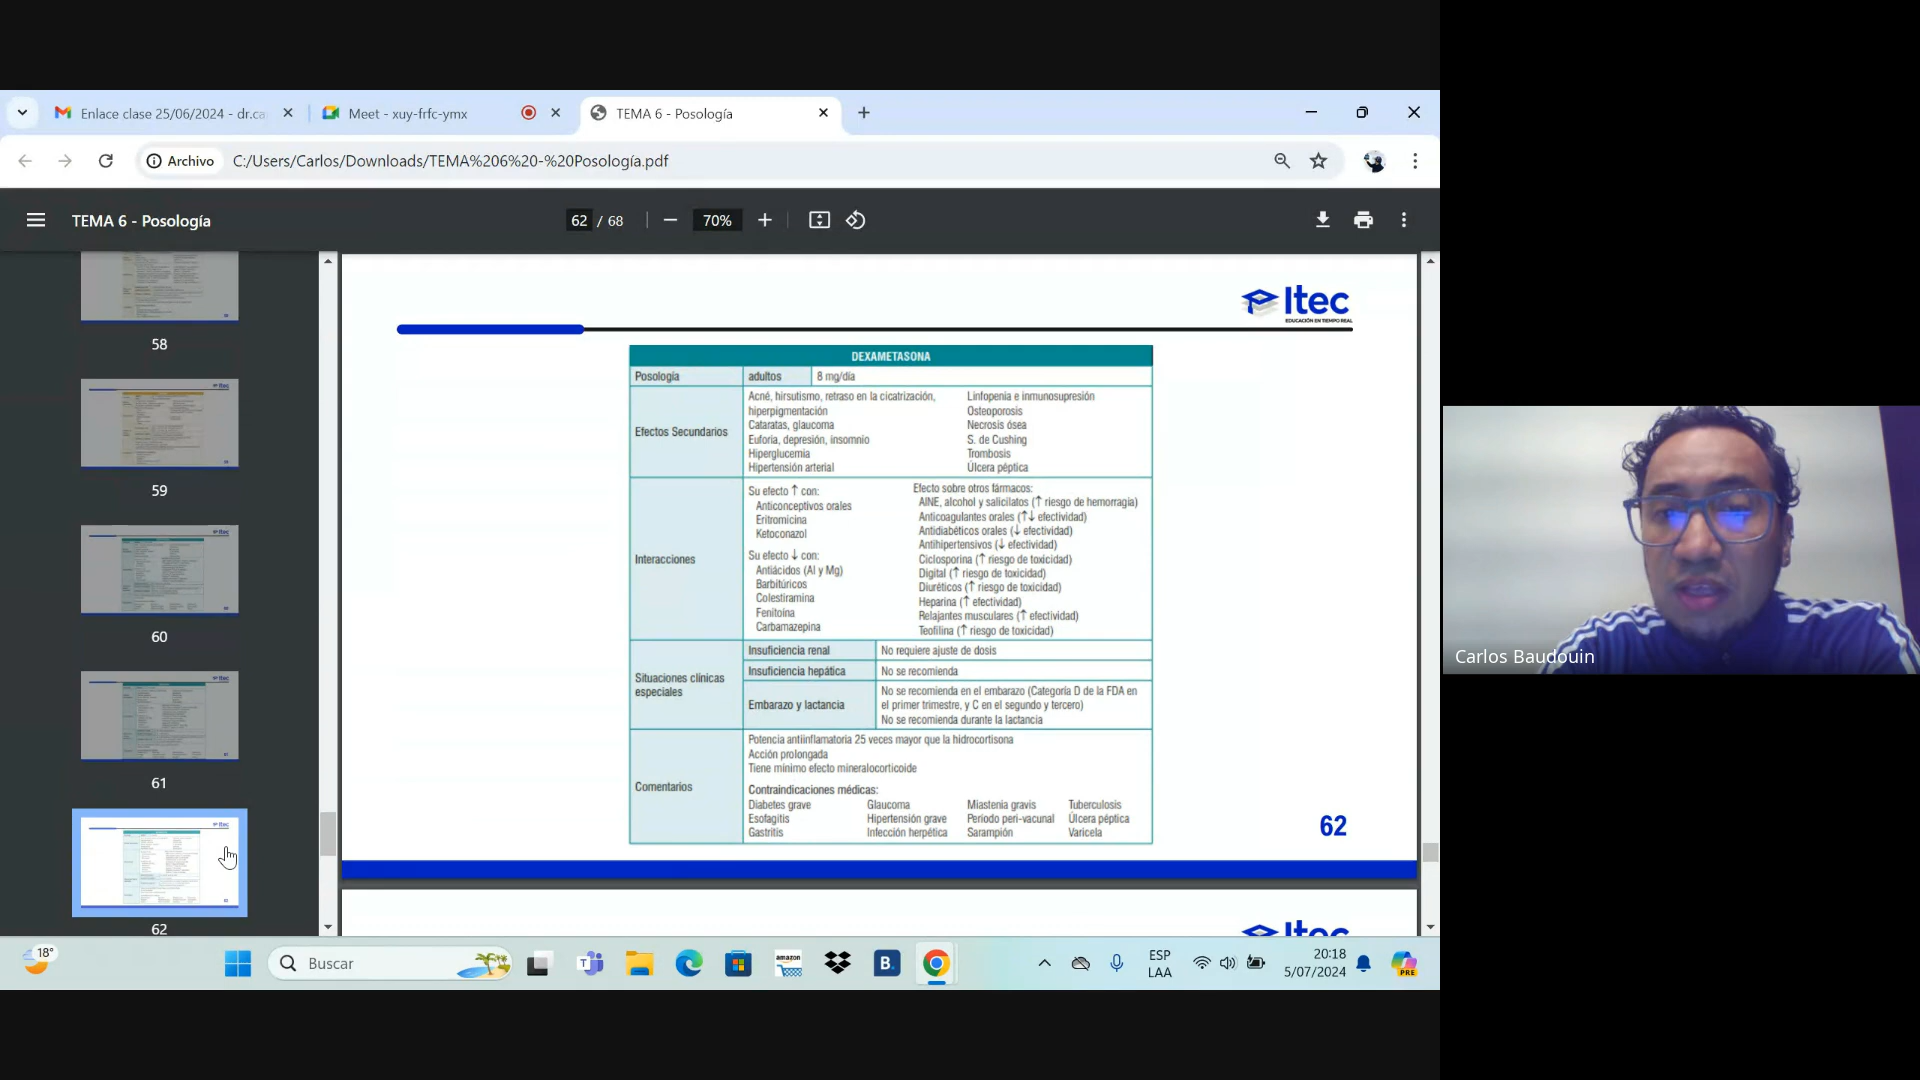 Enlace clase 25/06/2024 - dr.ca
Meet - xuy-frfc-ymx
TEMA 6 - Posología
Archivo
C:/Users/Carlos/Downloads/TEMA%206%20-%20Posología.pdf
TEMA 6 - Posología
62 / 68
70%
58
59
60
61
62
Itec
EDUCACIÓN EN TIEMPO REAL
DEXAMETASONA
Posología
adultos
8 mg/día
Efectos Secundarios
Acné, hirsutismo, retraso en la cicatrización,
hiperpigmentación
Cataratas, glaucoma
Euforia, depresión, insomnio
Hiperglucemia
Hipertensión arterial
Linfopenia e inmunosupresión
Osteoporosis
Necrosis ósea
S. de Cushing
Trombosis
Úlcera péptica
Interacciones
Su efecto ↑ con:
Anticonceptivos orales
Eritromicina
Ketoconazol
Su efecto ↓ con:
Antiácidos (Al y Mg)
Barbitúricos
Colestiramina
Fenitoína
Carbamazepina
Efecto sobre otros fármacos:
AINE, alcohol y salicilatos (↑ riesgo de hemorragia)
Anticoagulantes orales (↑↓ efectividad)
Antidiabéticos orales (↓ efectividad)
Antihipertensivos (↓ efectividad)
Ciclosporina (↑ riesgo de toxicidad)
Digital (↑ riesgo de toxicidad)
Diuréticos (↑ riesgo de toxicidad)
Heparina (↑ efectividad)
Relajantes musculares (↑ efectividad)
Teofilina (↑ riesgo de toxicidad)
Situaciones clínicas
especiales
Insuficiencia renal
No requiere ajuste de dosis
Insuficiencia hepática
No se recomienda
Embarazo y lactancia
No se recomienda en el embarazo (Categoría D de la FDA en
el primer trimestre, y C en el segundo y tercero)
No se recomienda durante la lactancia
Comentarios
Potencia antiinflamatoria 25 veces mayor que la hidrocortisona
Acción prolongada
Tiene mínimo efecto mineralocorticoide
Contraindicaciones médicas:
Diabetes grave
Glaucoma
Miastenia gravis
Tuberculosis
Esofagitis
Hipertensión grave
Periodo peri-vacunal
Úlcera péptica
Gastritis
Infección herpética
Sarampión
Varicela
62
Itec
Carlos Baudouin
18°
Buscar
amazon
B.
ESP
LAA
20:18
5/07/2024
PRE